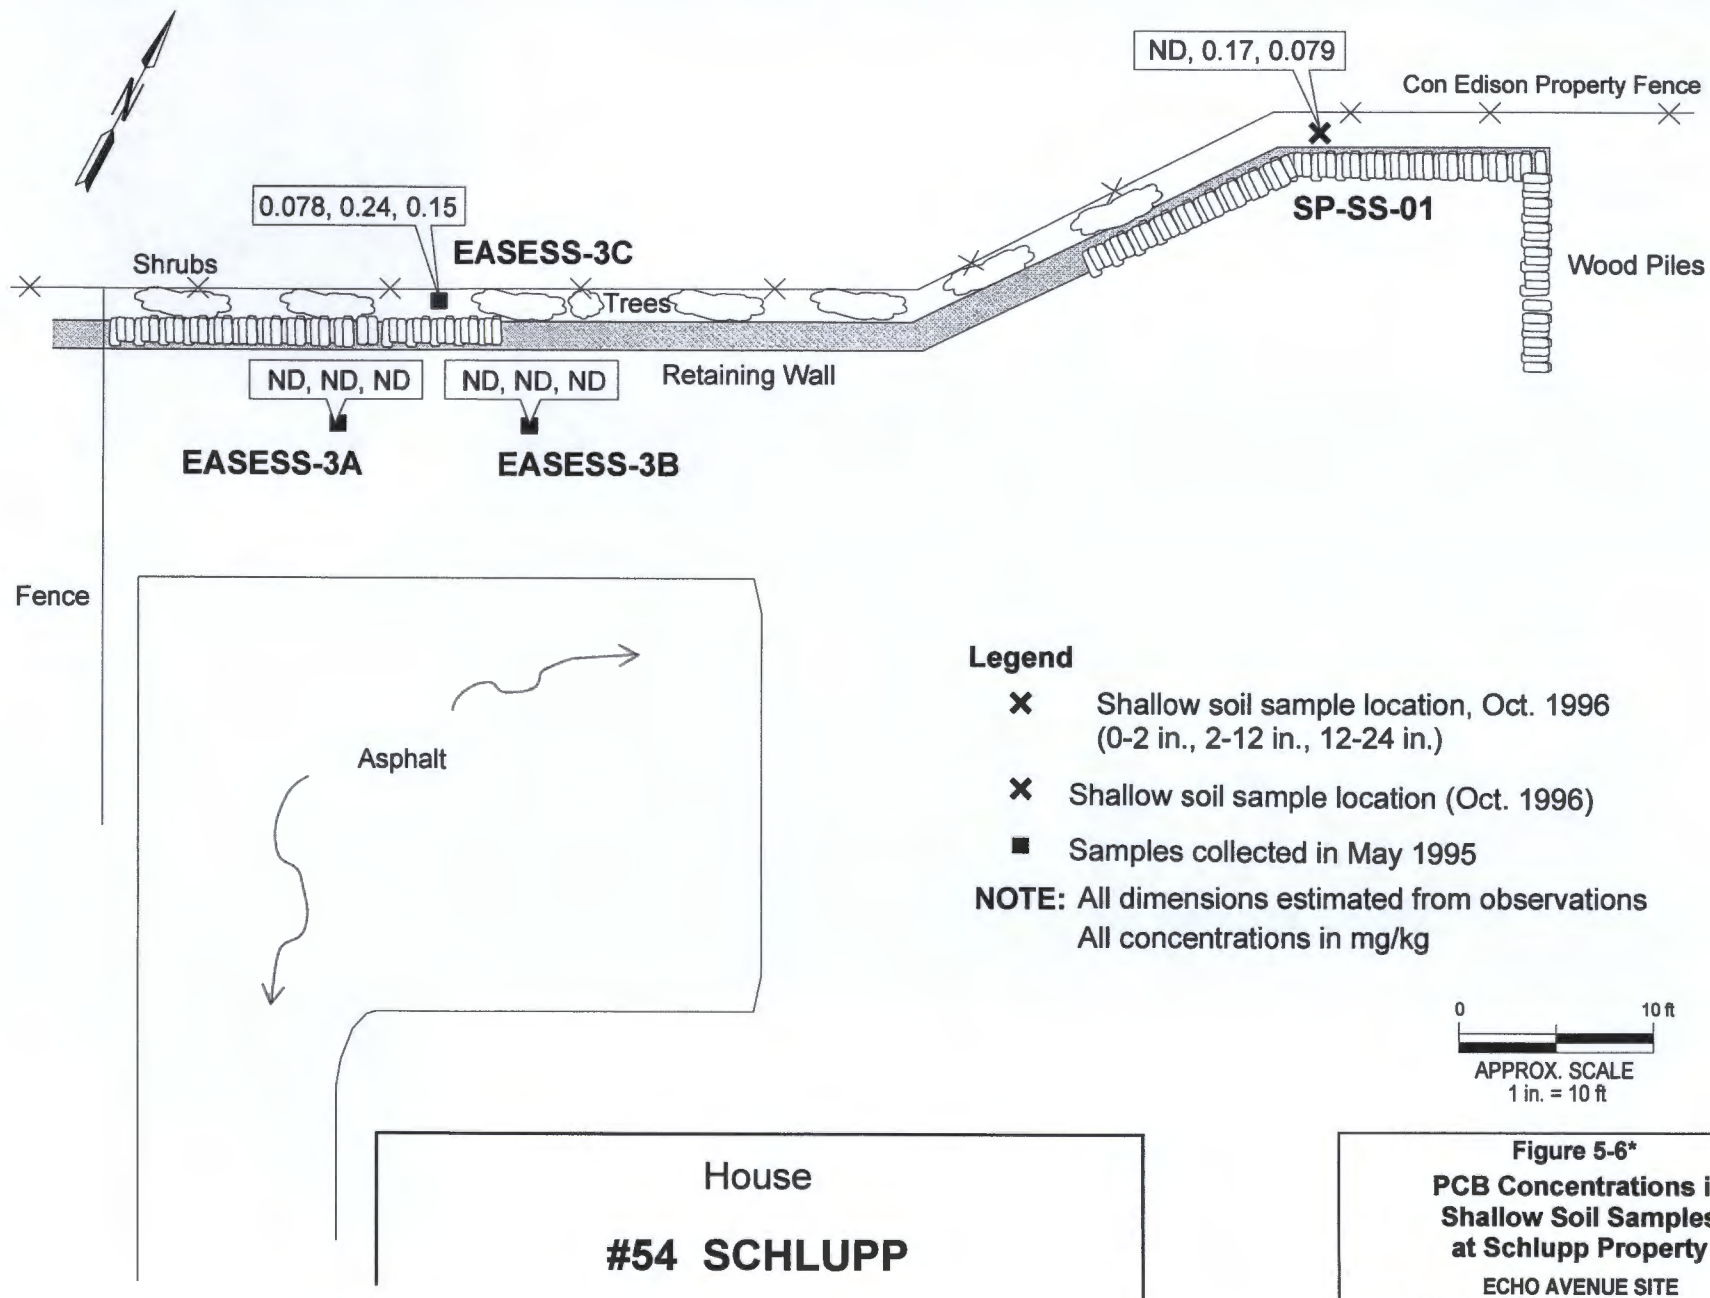 N
ND, 0.17, 0.079
Con Edison Property Fence
0.078, 0.24, 0.15
EASESS-3C
SP-SS-01
Shrubs
Trees
Wood Piles
ND, ND, ND
ND, ND, ND
Retaining Wall
EASESS-3A
EASESS-3B
Fence
Asphalt
Legend
Shallow soil sample location, Oct. 1996
(0-2 in., 2-12 in., 12-24 in.)
Shallow soil sample location (Oct. 1996)
Samples collected in May 1995
NOTE: All dimensions estimated from observations
All concentrations in mg/kg
0 10 ft
APPROX. SCALE
1 in. = 10 ft
House
#54 SCHLUPP
Figure 5-6*
PCB Concentrations i
Shallow Soil Samples
at Schlupp Property
ECHO AVENUE SITE